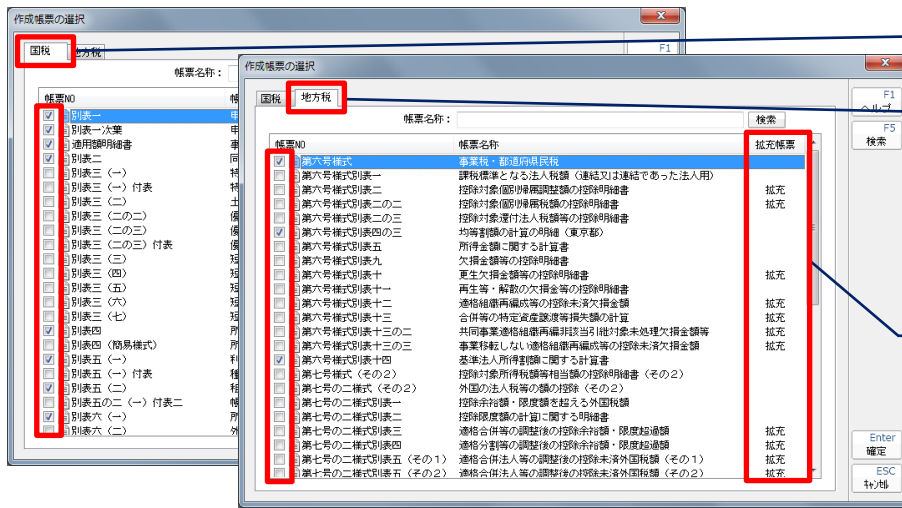 作成帳票の選択
国税 地方税
F1
帳票名称：
帳票NO
別表一
別表一次葉
適用額明細書
別表二
別表三（一）
別表三（一）付表
別表三（二）
別表三（二の二）
別表三（二の三）
別表三（二の三）付表
別表三（三）
別表三（四）
別表三（五）
別表三（六）
別表三（七）
別表四
別表四（簡易様式）
別表五（一）
別表五（一）付表
別表五（二）
別表五の二（一）付表二
別表六（一）
別表六（二）
作成帳票の選択
国税 地方税
帳票名称： 検索
帳票NO 帳票名称 拡充帳票
第六号様式 事業税・都道府県民税
第六号様式別表一 課税標準となる法人税額（連結又は連結であった法人用）
第六号様式別表二 控除対象個別帰属調整額の控除明細書 拡充
第六号様式別表二の二 控除対象個別帰属税額の控除明細書 拡充
第六号様式別表二の三 控除対象還付法人税額等の控除明細書
第六号様式別表四の三 均等割額の計算の明細（東京都）
第六号様式別表五 所得金額に関する計算書
第六号様式別表九 欠損金額等の控除明細書
第六号様式別表十 更生欠損金額等の控除明細書 拡充
第六号様式別表十一 再生等・解散の欠損金等の控除明細書
第六号様式別表十二 適格組織再編成等の控除未済欠損金額 拡充
第六号様式別表十三 合併等の特定資産譲渡等損失額の計算 拡充
第六号様式別表十三の二 共同事業適格組織再編非該当引継対象未処理欠損金額等 拡充
第六号様式別表十三の三 事業移転しない適格組織再編成等の控除未済欠損金額 拡充
第六号様式別表十四 基準法人所得割額に関する計算書
第七号様式（その２） 控除対象所得税額等相当額の控除明細書（その２）
第七号の二様式（その２） 外国の法人税等の額の控除（その２）
第七号の二様式別表一 控除余裕額・限度額を超える外国税額
第七号の二様式別表二 控除限度額の計算に関する明細書
第七号の二様式別表三 適格合併等の調整後の控除余裕額・限度超過額 拡充
第七号の二様式別表四 適格分割等の調整後の控除余裕額・限度超過額 拡充
第七号の二様式別表五（その１） 適格合併法人等の調整後の控除未済外国税額（その１） 拡充
第七号の二様式別表五（その２） 適格合併法人等の調整後の控除未済外国税額（その２） 拡充
F1
ヘルプ
F5
検索
Enter
確定
ESC
ｷｬﾝｾﾙ